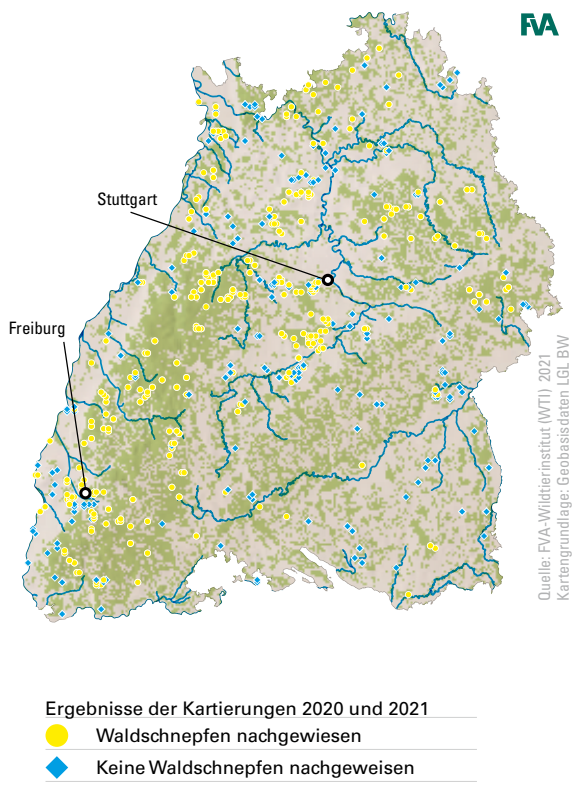 FVA
Stuttgart
Freiburg
Quelle: FVA-Wildtierinstitut (WTI) 2021
Kartengrundlage: Geobasisdaten LGL BW
Ergebnisse der Kartierungen 2020 und 2021
Waldschnepfen nachgewiesen
Keine Waldschnepfen nachgeweisen